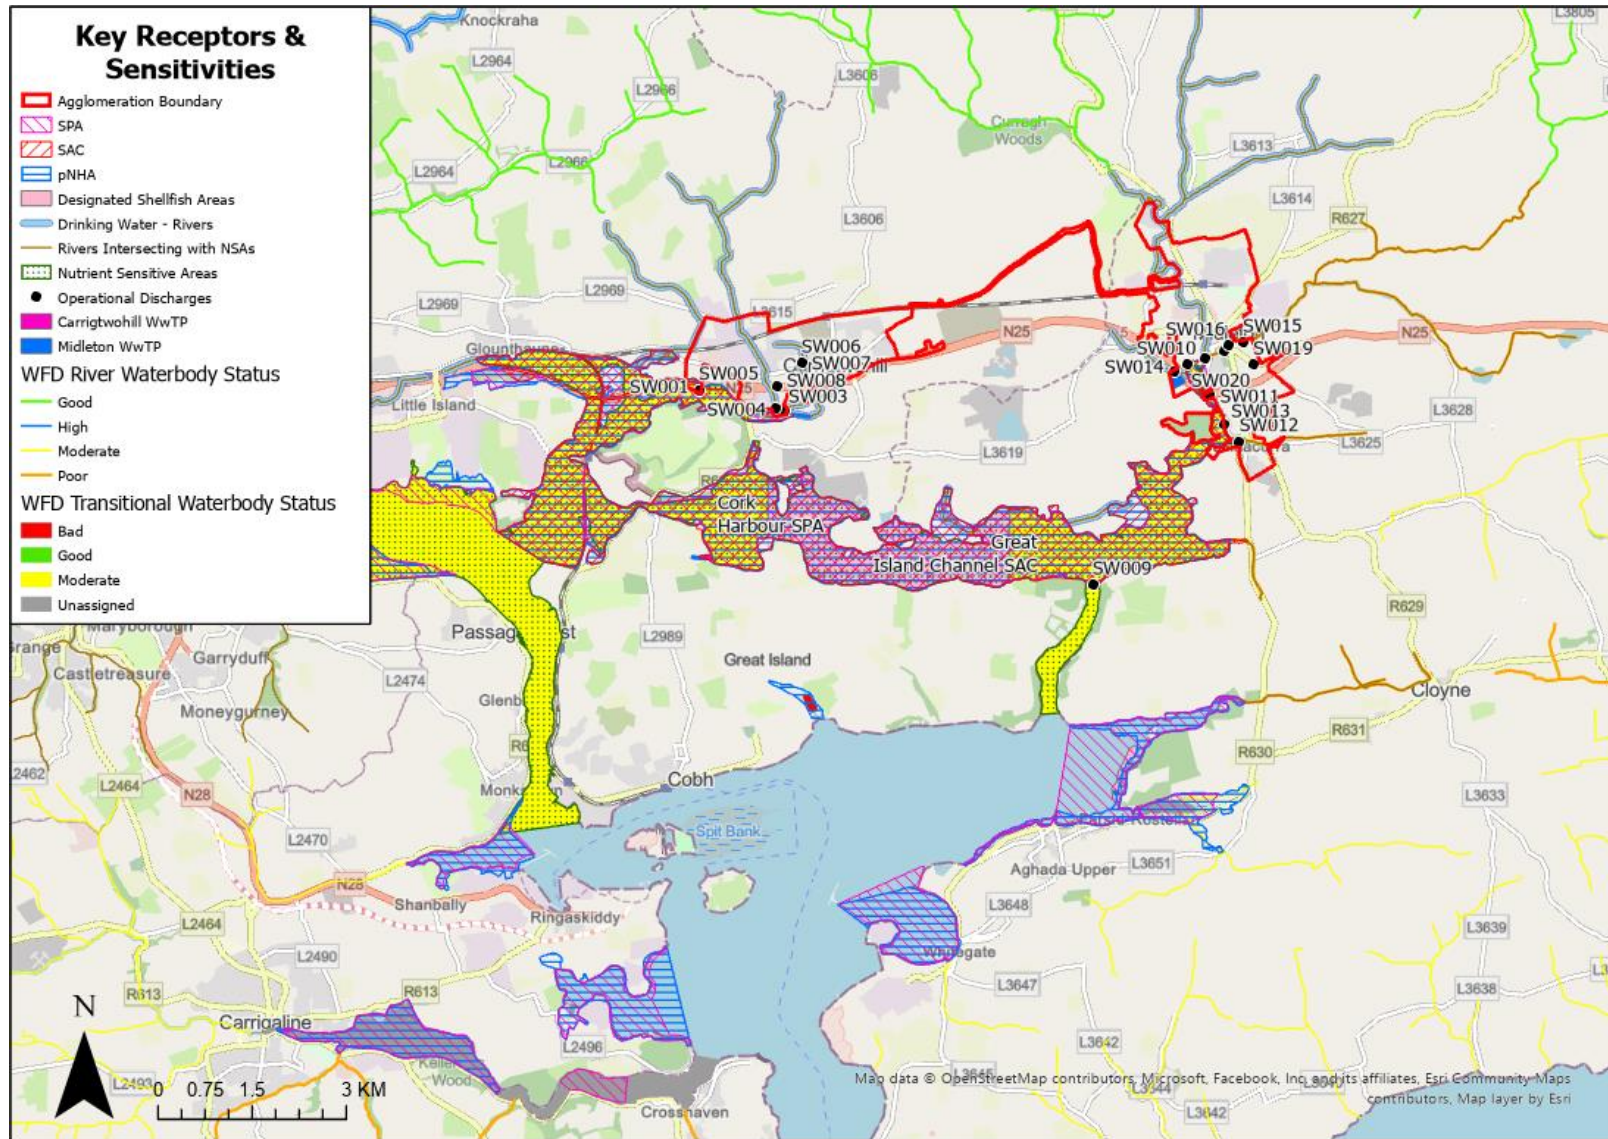 Key Receptors &
Sensitivities
Agglomeration Boundary
SPA
SAC
pNHA
Designated Shellfish Areas
Drinking Water - Rivers
Rivers Intersecting with NSAs
Nutrient Sensitive Areas
Operational Discharges
Carrigtwohill WwTP
Midleton WwTP
WFD River Waterbody Status
Good
High
Moderate
Poor
WFD Transitional Waterbody Status
Bad
Good
Moderate
Unassigned
Knockraha
L3805
L2964
L3606
L2966
Curragh
Woods
L3613
L2964
L2966
L3614
L3606
R627
L2969
L2969
L3615
N25
N25
Glounthaune
SW006
SW016
SW015
SW007
SW010
SW019
SW005
SW014
SW001
N25
SW008
SW020
Little Island
SW004
SW003
SW011
L3628
SW013
SW012
L3619
L3625
Cork
Harbour SPA
Great
Island Channel SAC
SW009
R629
Garryduff
L2989
Great Island
Castletreasure
L2474
Cloyne
Moneygurney
R631
R630
L2462
L2464
N28
Cobh
L3633
Spit Bank
L2470
L3651
Aghada Upper
N28
Shanbally
L3648
Ringaskiddy
L2464
L3639
L2490
Whitegate
R613
R613
L3647
L3638
Carrigaline
L2496
L3642
Wood
L2493
Crosshaven
L3642
N
0 0.75 1.5 3 KM
Map data © OpenStreetMap contributors, Microsoft, Facebook, Inc. and its affiliates, Esri Community Maps
contributors, Map layer by Esri